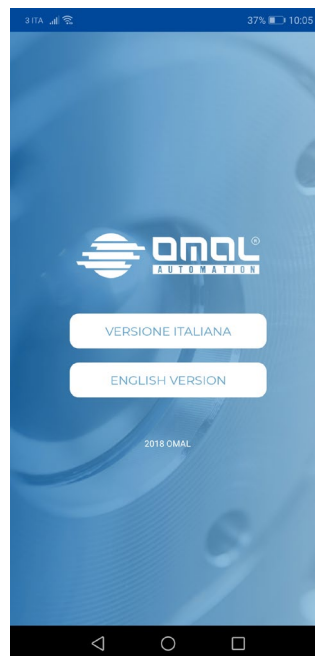 3 ITA 37% 10:05
OMAL®
AUTOMATION
VERSIONE ITALIANA
ENGLISH VERSION
2018 OMAL